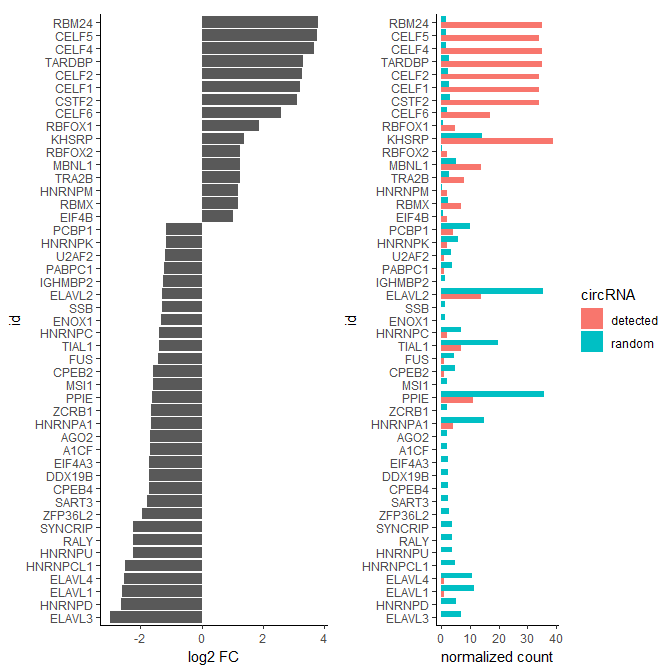 id
RBM24
CELF5
CELF4
TARDBP
CELF2
CELF1
CSTF2
CELF6
RBFOX1
KHSRP
RBFOX2
MBNL1
TRA2B
HNRNPM
RBMX
EIF4B
PCBP1
HNRNPK
U2AF2
PABPC1
IGHMBP2
ELAVL2
SSB
ENOX1
HNRNPC
TIAL1
FUS
CPEB2
MSI1
PPIE
ZCRB1
HNRNPA1
AGO2
A1CF
EIF4A3
DDX19B
CPEB4
SART3
ZFP36L2
SYNCRIP
RALY
HNRNPU
HNRNPCL1
ELAVL4
ELAVL1
HNRNPD
ELAVL3
-2 0 2 4
log2 FC
id
RBM24
CELF5
CELF4
TARDBP
CELF2
CELF1
CSTF2
CELF6
RBFOX1
KHSRP
RBFOX2
MBNL1
TRA2B
HNRNPM
RBMX
EIF4B
PCBP1
HNRNPK
U2AF2
PABPC1
IGHMBP2
ELAVL2
SSB
ENOX1
HNRNPC
TIAL1
FUS
CPEB2
MSI1
PPIE
ZCRB1
HNRNPA1
AGO2
A1CF
EIF4A3
DDX19B
CPEB4
SART3
ZFP36L2
SYNCRIP
RALY
HNRNPU
HNRNPCL1
ELAVL4
ELAVL1
HNRNPD
ELAVL3
0 10 20 30 40
normalized count
circRNA
detected
random